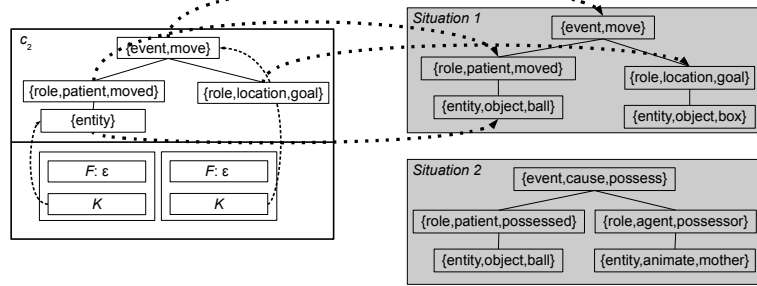 c2
{event,move}
{role,patient,moved}
{role,location,goal}
{entity}
F: ε
F: ε
K
K
Situation 1
{event,move}
{role,patient,moved}
{role,location,goal}
{entity,object,ball}
{entity,object,box}
Situation 2
{event,cause,possess}
{role,patient,possessed}
{role,agent,possessor}
{entity,object,ball}
{entity,animate,mother}